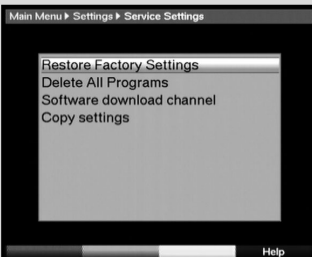 Main Menu ▸ Settings ▸ Service Settings
Restore Factory Settings
Delete All Programs
Software download channel
Copy settings
Help